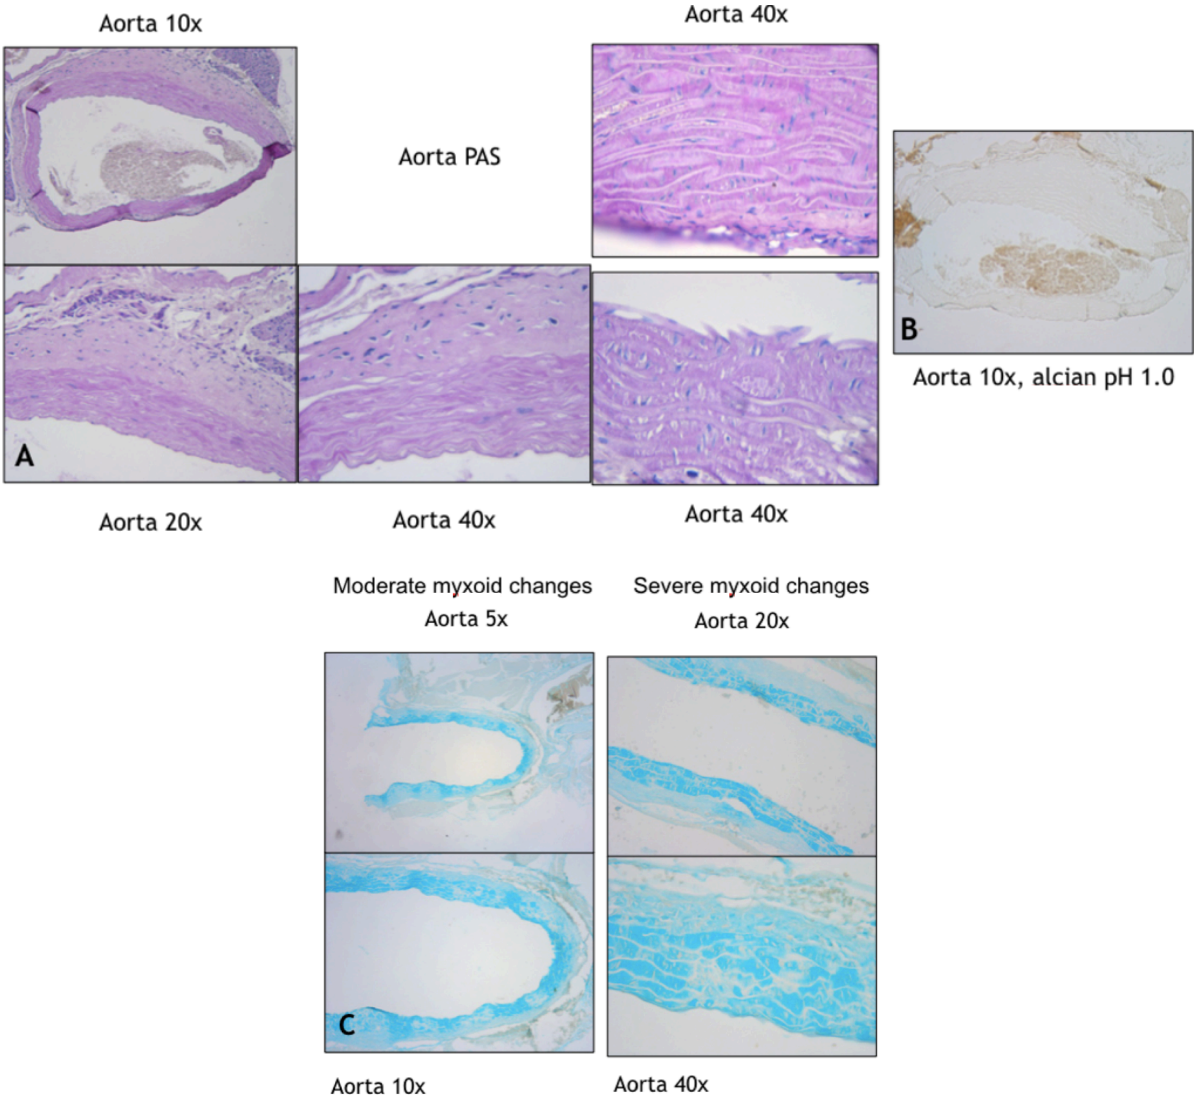 Aorta 10x
Aorta 40x
Aorta PAS
A
B
Aorta 10x, alcian pH 1.0
Aorta 20x
Aorta 40x
Aorta 40x
Moderate myxoid changes
Severe myxoid changes
Aorta 5x
Aorta 20x
C
Aorta 10x
Aorta 40x